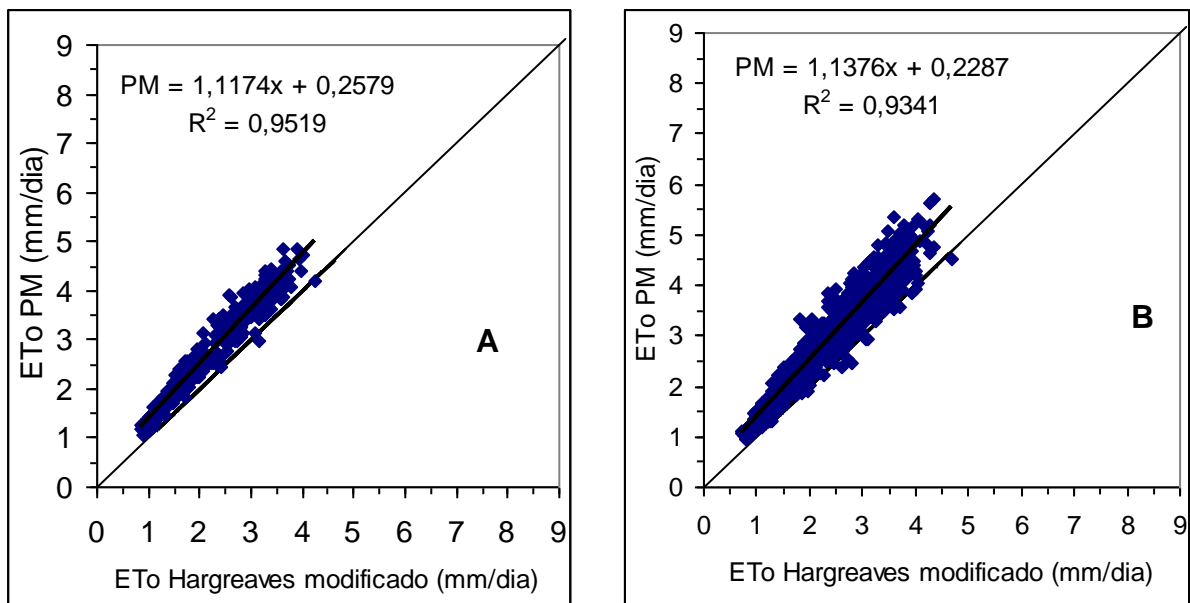 PM = 1,1174x + 0,2579
R² = 0,9519
ETo PM (mm/dia)
9
8
7
6
5
4
3
2
1
0
A
0 1 2 3 4 5 6 7 8 9
ETo Hargreaves modificado (mm/dia)
PM = 1,1376x + 0,2287
R² = 0,9341
ETo PM (mm/dia)
9
8
7
6
5
4
3
2
1
0
B
0 1 2 3 4 5 6 7 8 9
ETo Hargreaves modificado (mm/dia)